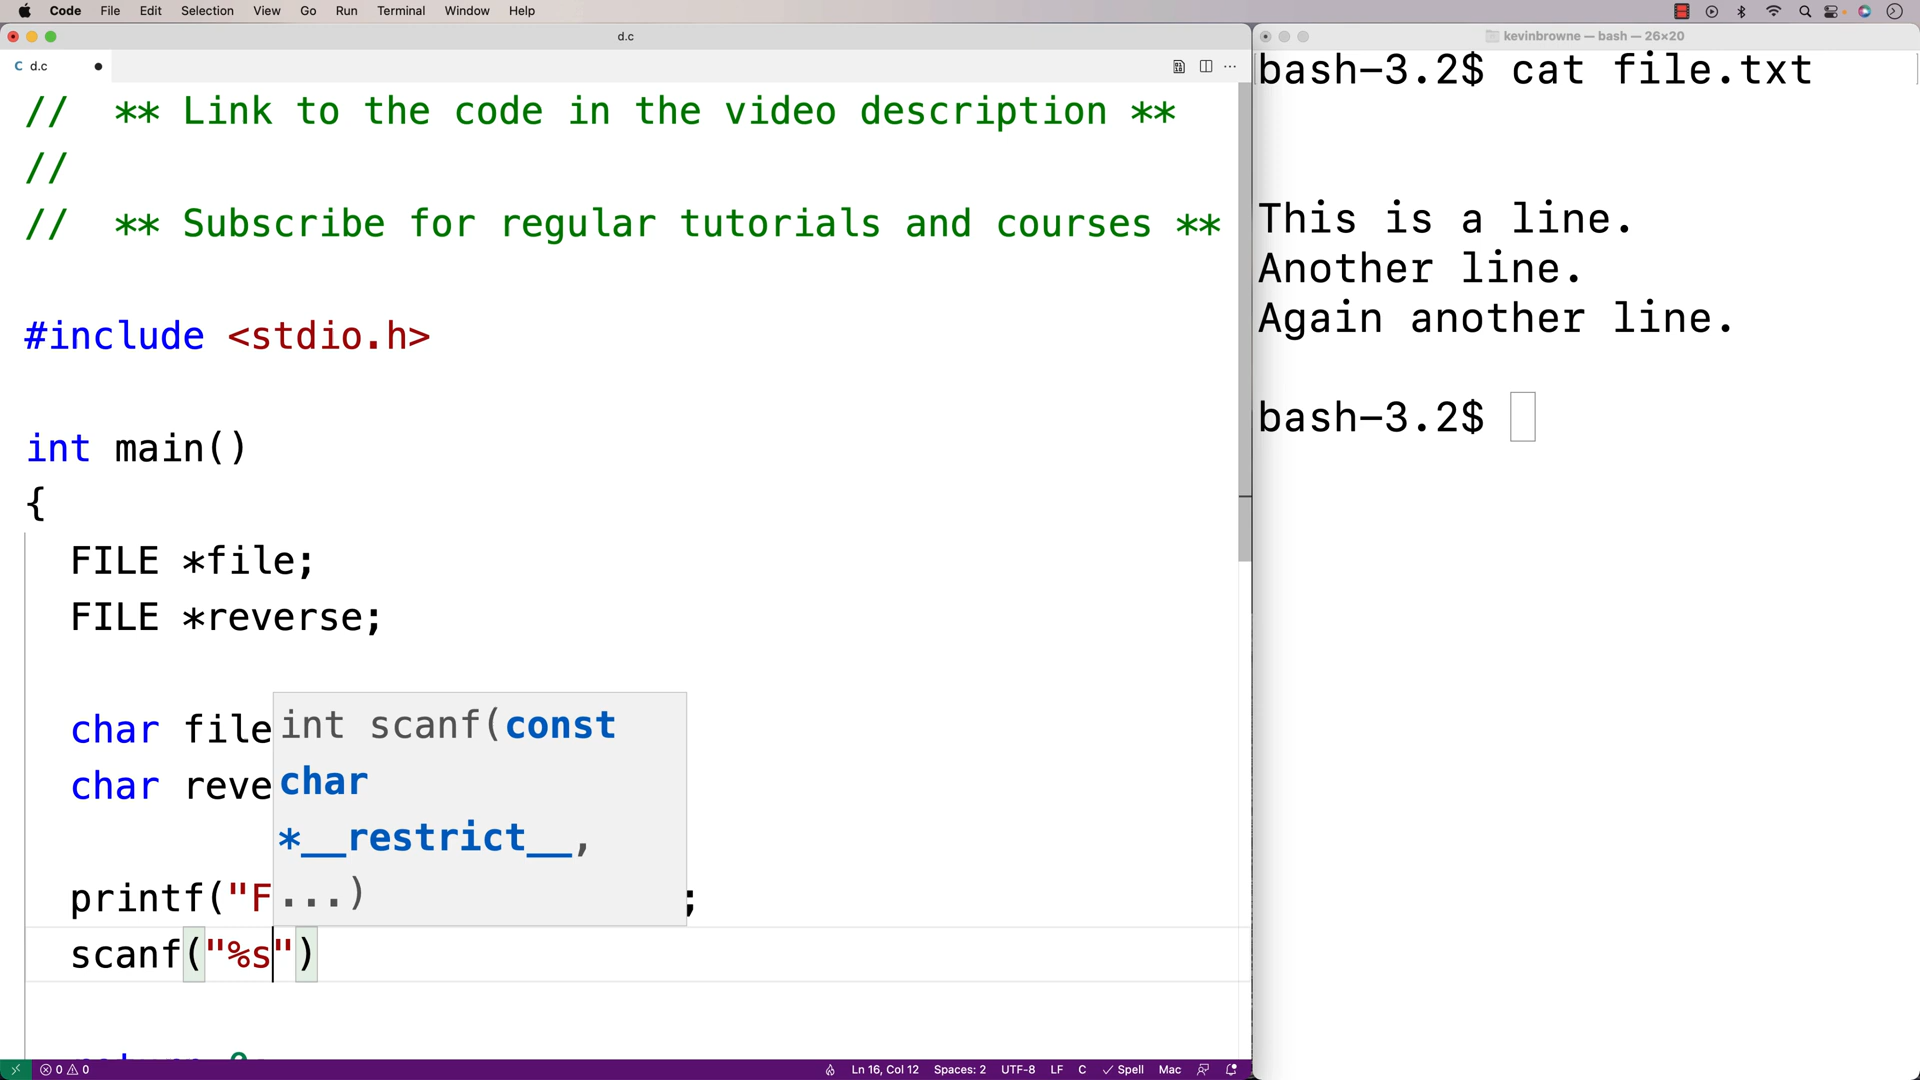 Code File Edit Selection View Go Run Terminal Window Help
d.c
C d.c
// ** Link to the code in the video description **
//
// ** Subscribe for regular tutorials and courses **
#include <stdio.h>
int main()
{
FILE *file;
FILE *reverse;
char file
char reve
int scanf(const
char
*__restrict__,
...)
printf("F
;
scanf("%s")
0 0
Ln 16, Col 12 Spaces: 2 UTF-8 LF C Spell Mac
kevinbrowne — bash — 26×20
bash-3.2$ cat file.txt
This is a line.
Another line.
Again another line.
bash-3.2$